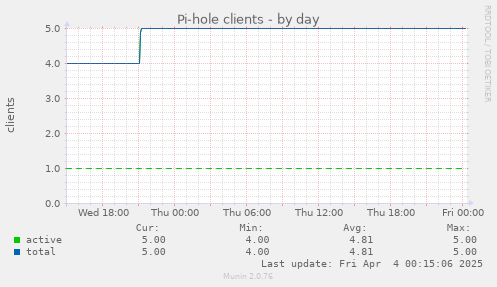 Pi-hole clients - by day
RRDTOOL / TOBI OETIKER
clients
5.0
4.0
3.0
2.0
1.0
0.0
Wed 18:00 Thu 00:00 Thu 06:00 Thu 12:00 Thu 18:00 Fri 00:00
Cur: Min: Avg: Max:
active 5.00 4.00 4.81 5.00
total 5.00 4.00 4.81 5.00
Last update: Fri Apr 4 00:15:06 2025
Munin 2.0.76